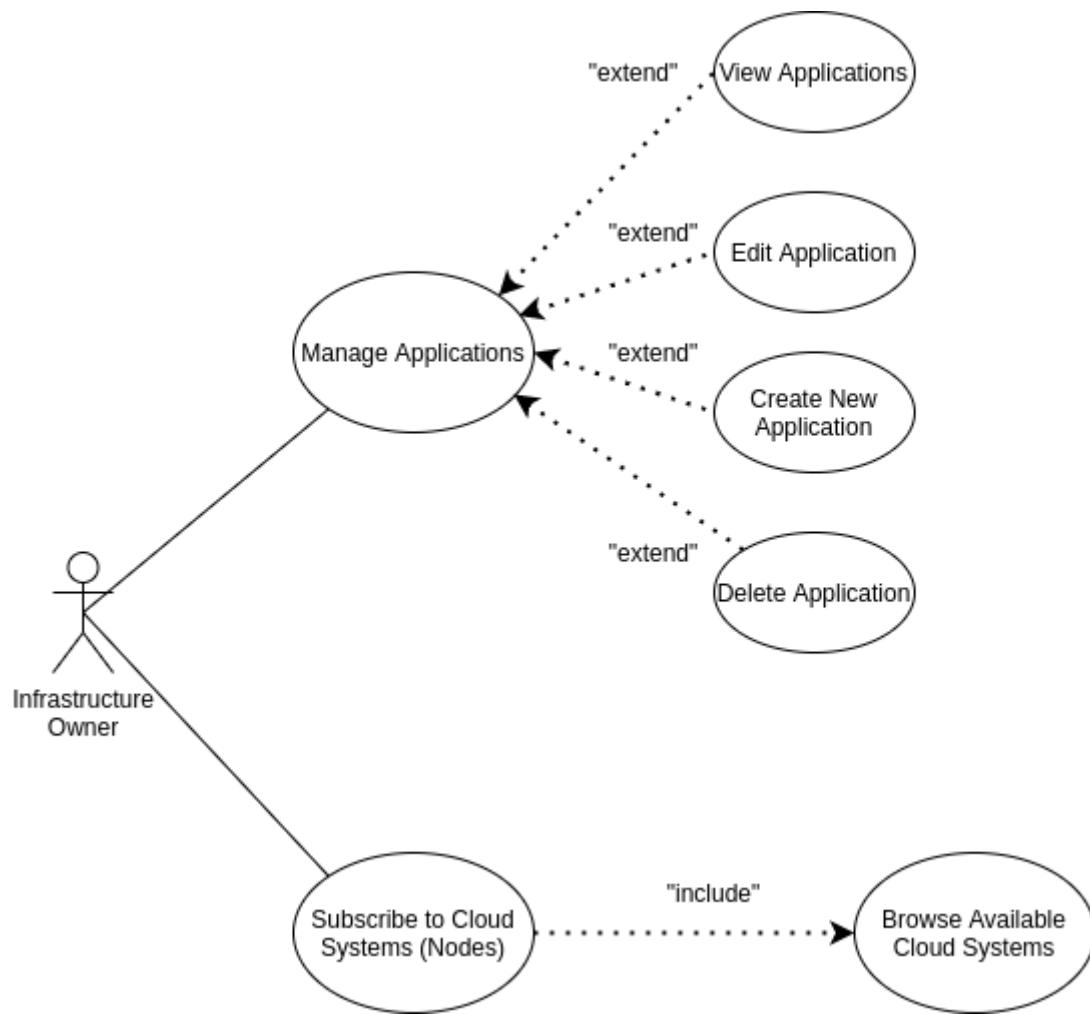 "extend"
View Applications
"extend"
Edit Application
Manage Applications
"extend"
Create New
Application
"extend"
Delete Application
Infrastructure
Owner
Subscribe to Cloud
Systems (Nodes)
"include"
Browse Available
Cloud Systems